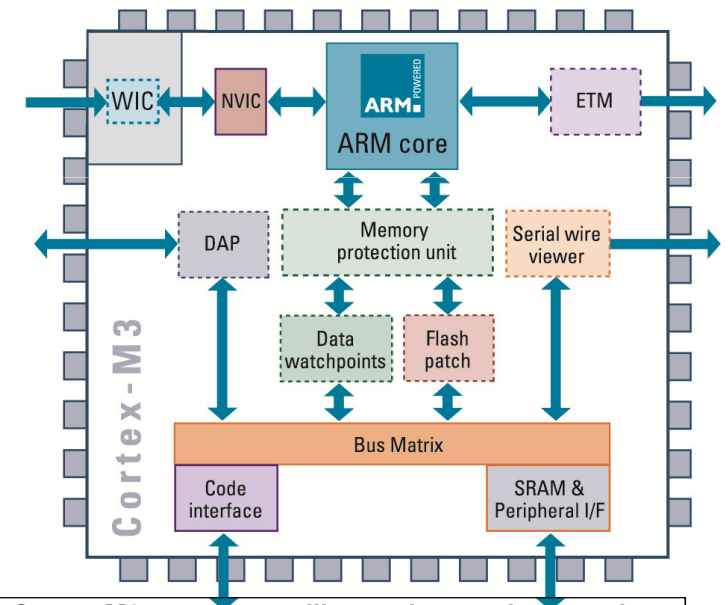 WIC
NVIC
ARM
POWERED
ARM core
ETM
DAP
Memory
protection unit
Serial wire
viewer
Data
watchpoints
Flash
patch
Cortex-M3
Bus Matrix
Code
interface
SRAM &
Peripheral I/F